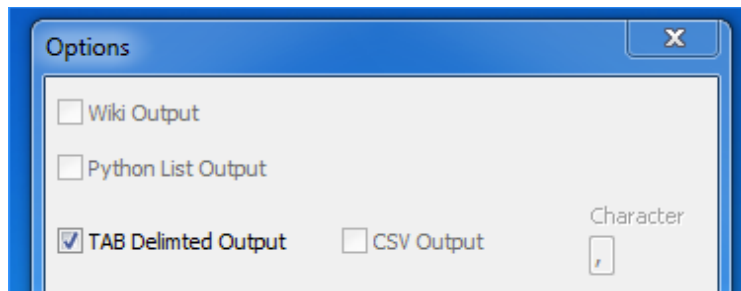 Options
Wiki Output
Python List Output
Character
TAB Delimted Output CSV Output ,